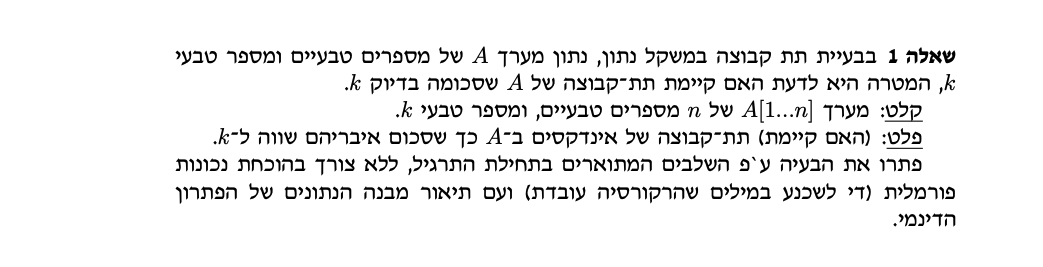 שאלה 1 בבעיית תת קבוצה במשקל נתון, נתון מערך A של מספרים טבעיים ומספר טבעי
k, המטרה היא לדעת האם קיימת תת־קבוצה של A שסכומה בדיוק k.
קלט: מערך A[1...n] של n מספרים טבעיים, ומספר טבעי k.
פלט: (האם קיימת) תת־קבוצה של אינדקסים ב־A כך שסכום איבריהם שווה ל־k.
פתרו את הבעיה ע`פ השלבים המתוארים בתחילת התרגיל, ללא צורך בהוכחת נכונות
פורמלית (די לשכנע במילים שהרקורסיה עובדת) ועם תיאור מבנה הנתונים של הפתרון
הדינמי.